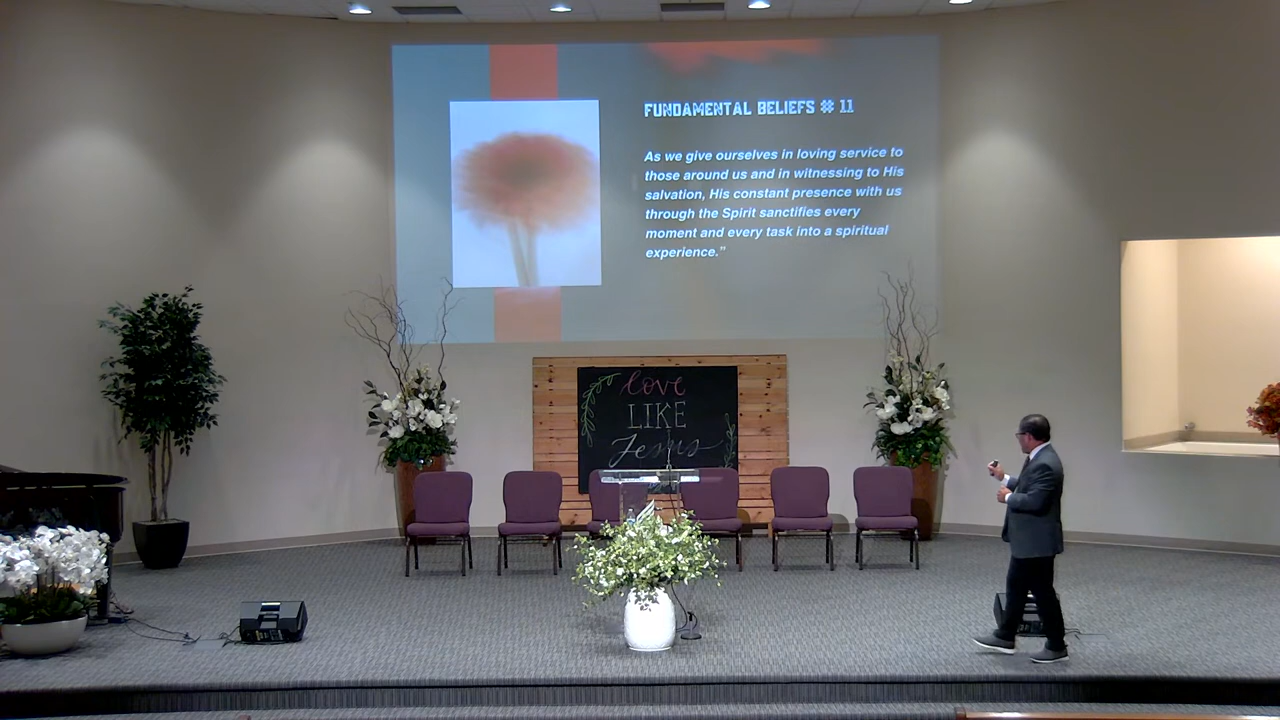 FUNDAMENTAL BELIEFS # 11
As we give ourselves in loving service to
those around us and in witnessing to His
salvation, His constant presence with us
through the Spirit sanctifies every
moment and every task into a spiritual
experience.”
love
LIKE
Jesus